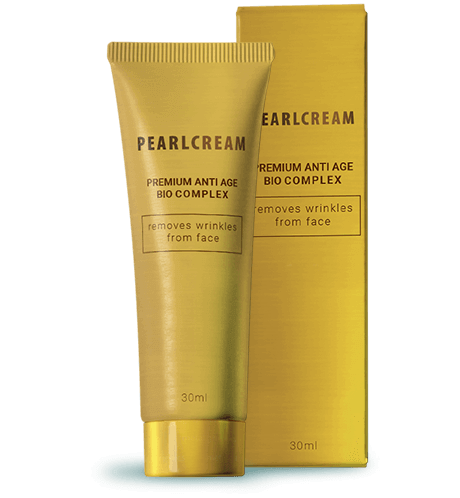 PEARLCREAM
PREMIUM ANTI AGE
BIO COMPLEX
removes wrinkles
from face
30ml
EARLCREAM
PREMIUM ANTI AGE
BIO COMPLEX
removes wrinkles
from face
30ml